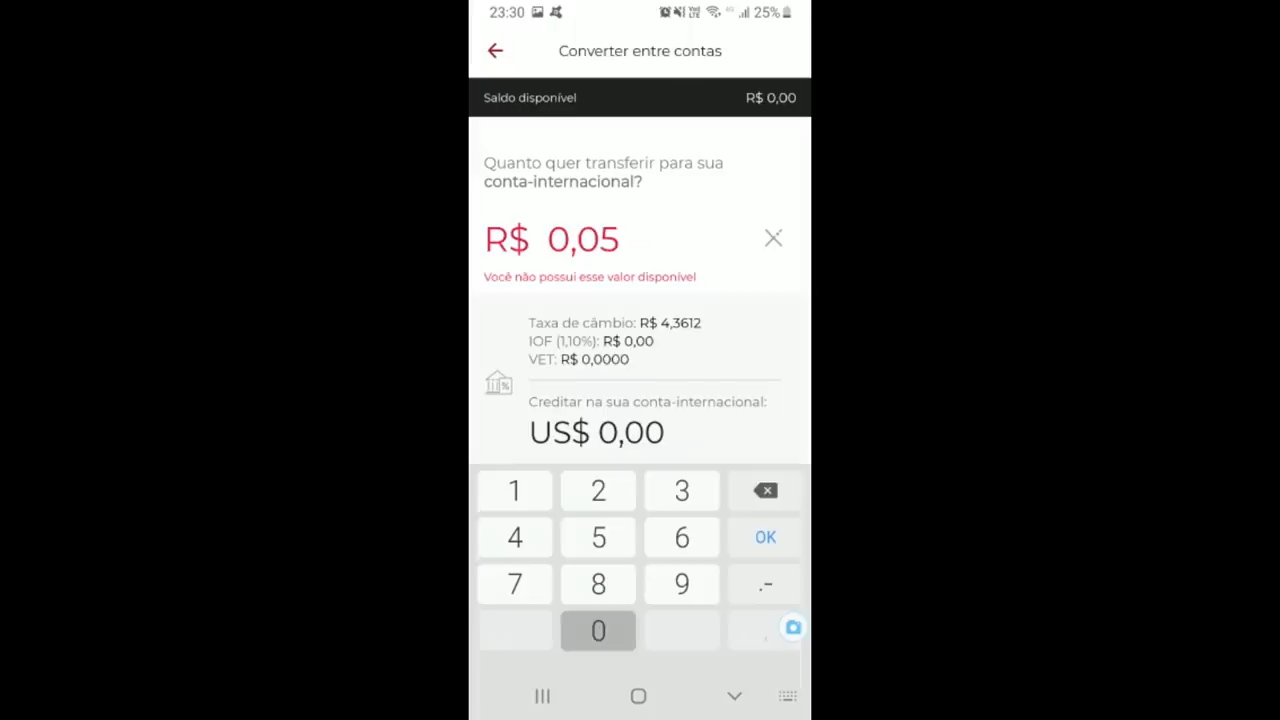 23:30 25%
Converter entre contas
Saldo disponível R$ 0,00
Quanto quer transferir para sua
conta-internacional?
R$ 0,05
Você não possui esse valor disponível
Taxa de câmbio: R$ 4,3612
IOF (1,10%): R$ 0,00
VET: R$ 0,0000
%
Creditar na sua conta-internacional:
US$ 0,00
1 2 3
4 5 6 OK
7 8 9 .-
0 ,